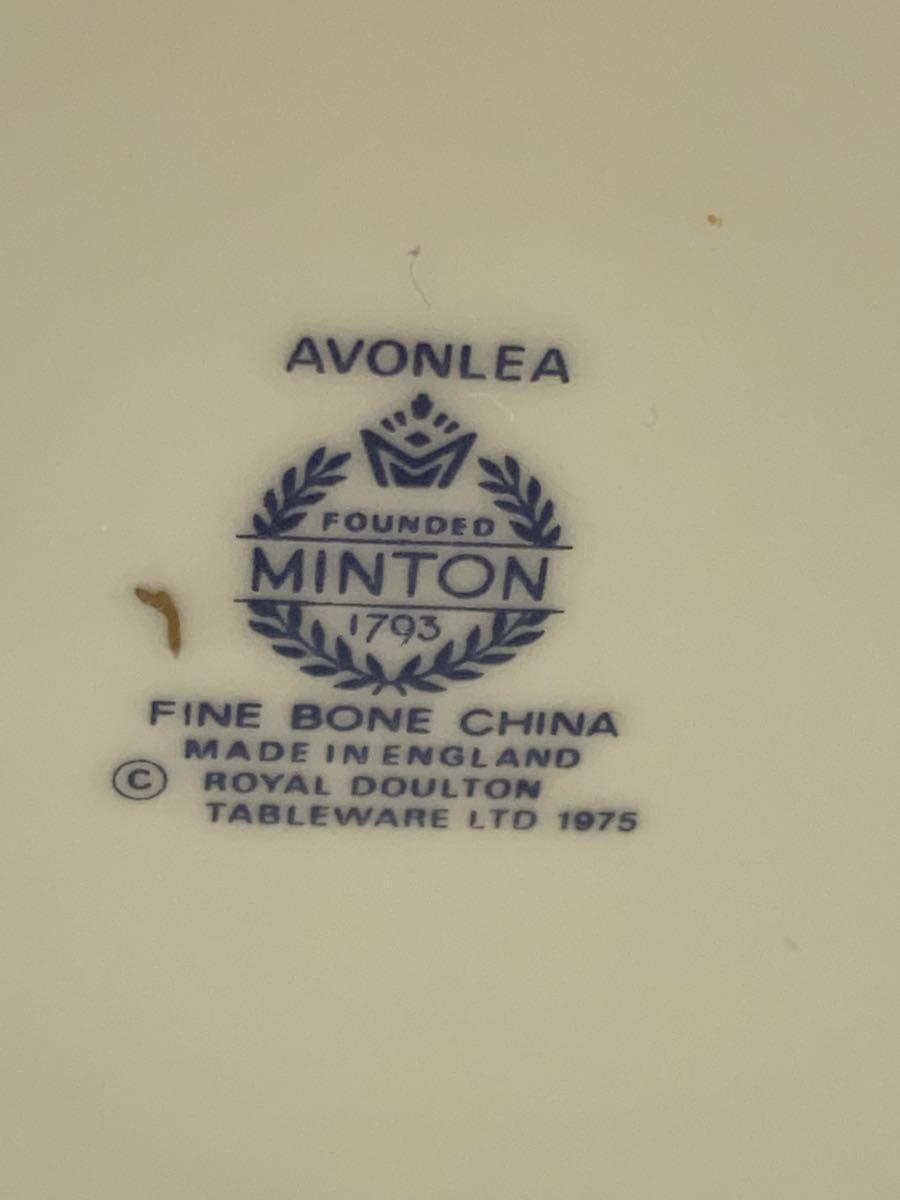 AVONLEA
FOUNDED
MINTON
1793
FINE BONE CHINA
MADE IN ENGLAND
© ROYAL DOULTON
TABLEWARE LTD 1975